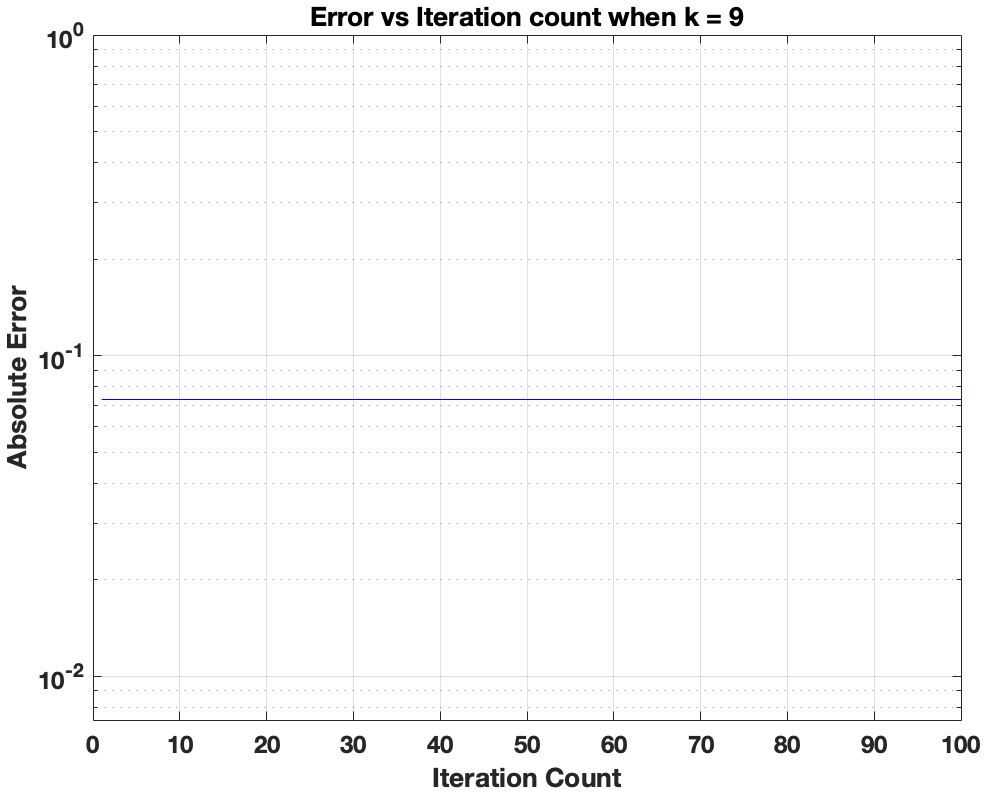 Error vs Iteration count when k = 9
10^0
10^-1
10^-2
Absolute Error
0 10 20 30 40 50 60 70 80 90 100
Iteration Count